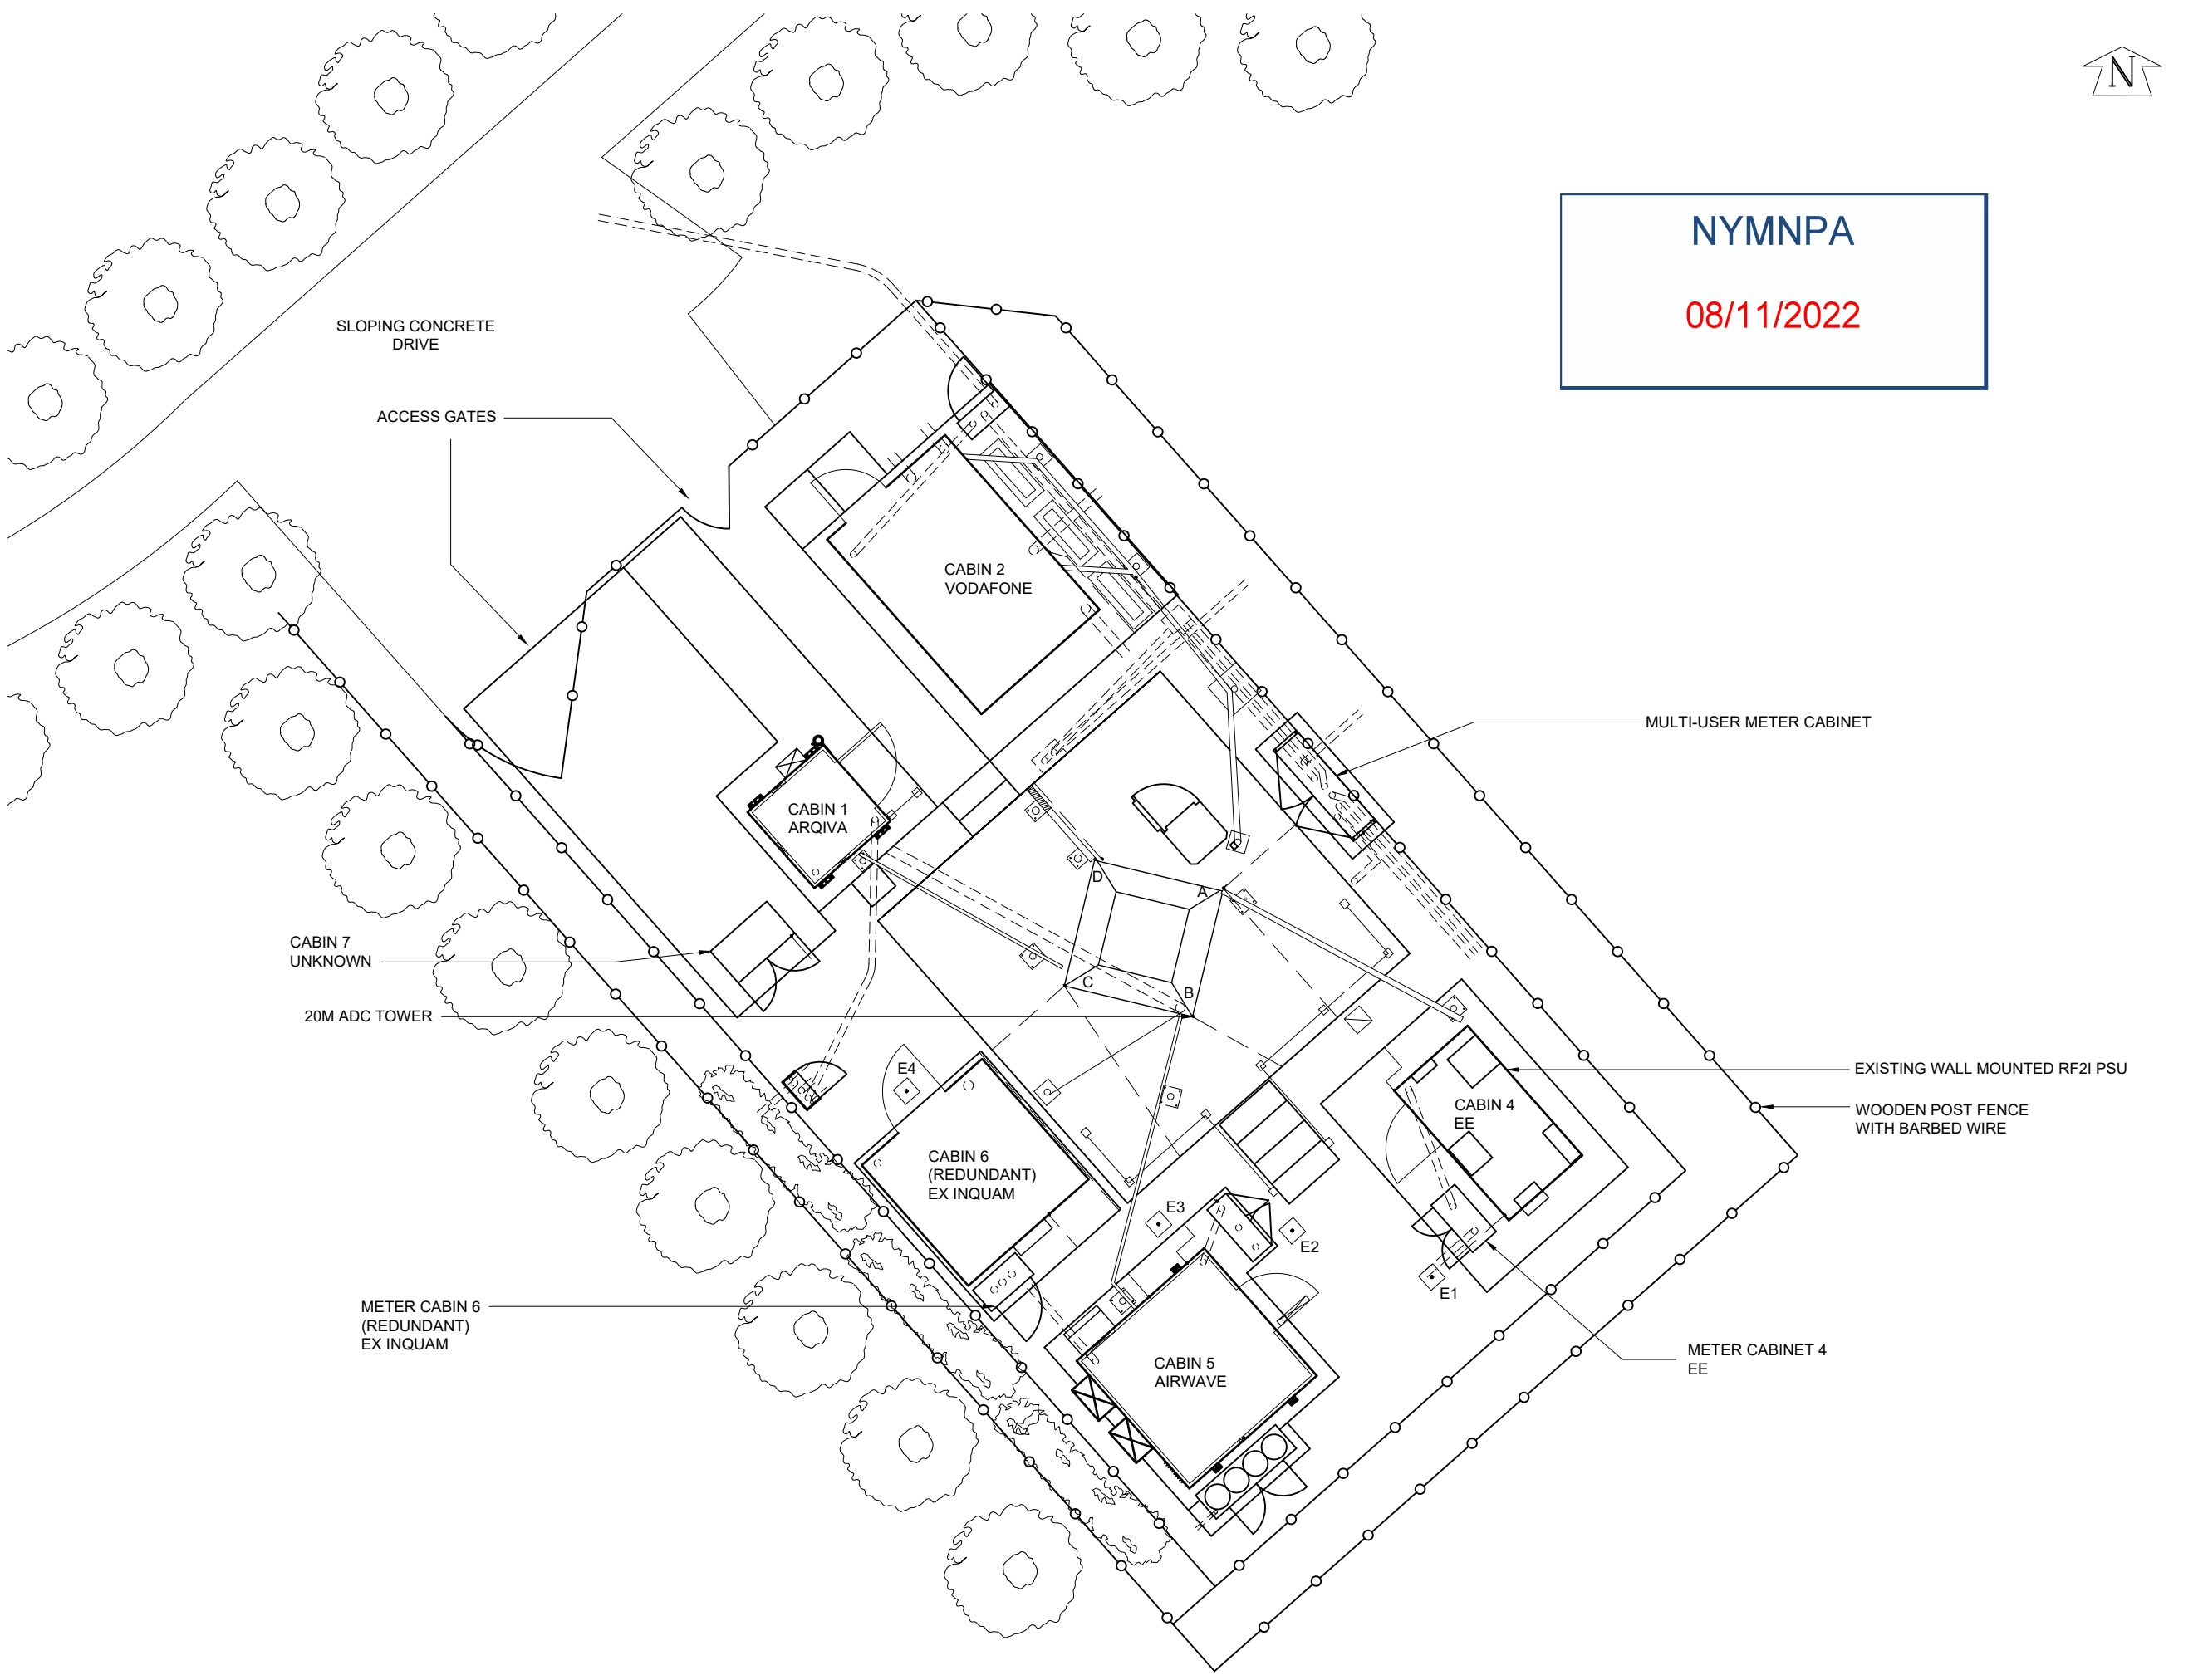 N
NYMNPA
08/11/2022
SLOPING CONCRETE
DRIVE
ACCESS GATES
CABIN 2
VODAFONE
MULTI-USER METER CABINET
CABIN 1
ARQIVA
D
A
C
B
CABIN 7
UNKNOWN
20M ADC TOWER
E4
EXISTING WALL MOUNTED RF2I PSU
CABIN 4
EE
WOODEN POST FENCE
WITH BARBED WIRE
CABIN 6
(REDUNDANT)
EX INQUAM
E3
E2
E1
METER CABIN 6
(REDUNDANT)
EX INQUAM
METER CABINET 4
EE
CABIN 5
AIRWAVE